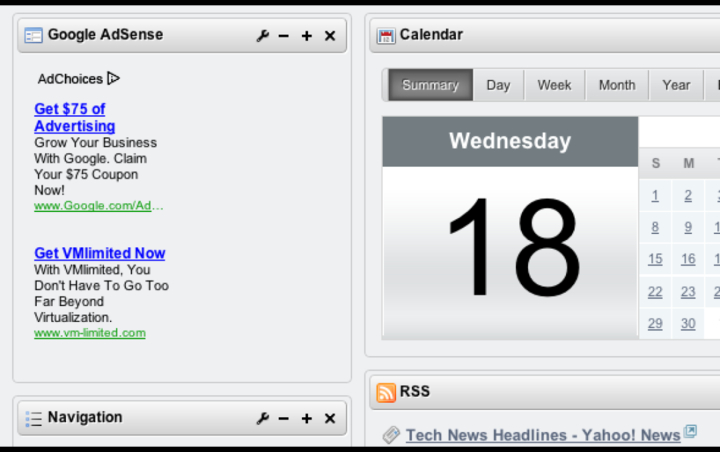 Google AdSense
AdChoices
Get $75 of
Advertising
Grow Your Business
With Google. Claim
Your $75 Coupon
Now!
www.Google.com/Ad...
Get VMlimited Now
With VMlimited, You
Don't Have To Go Too
Far Beyond
Virtualization.
www.vm-limited.com
Navigation
Calendar
Summary Day Week Month Year
Wednesday
18
S M
1 2
8 9
15 16
22 23
29 30
RSS
Tech News Headlines - Yahoo! News